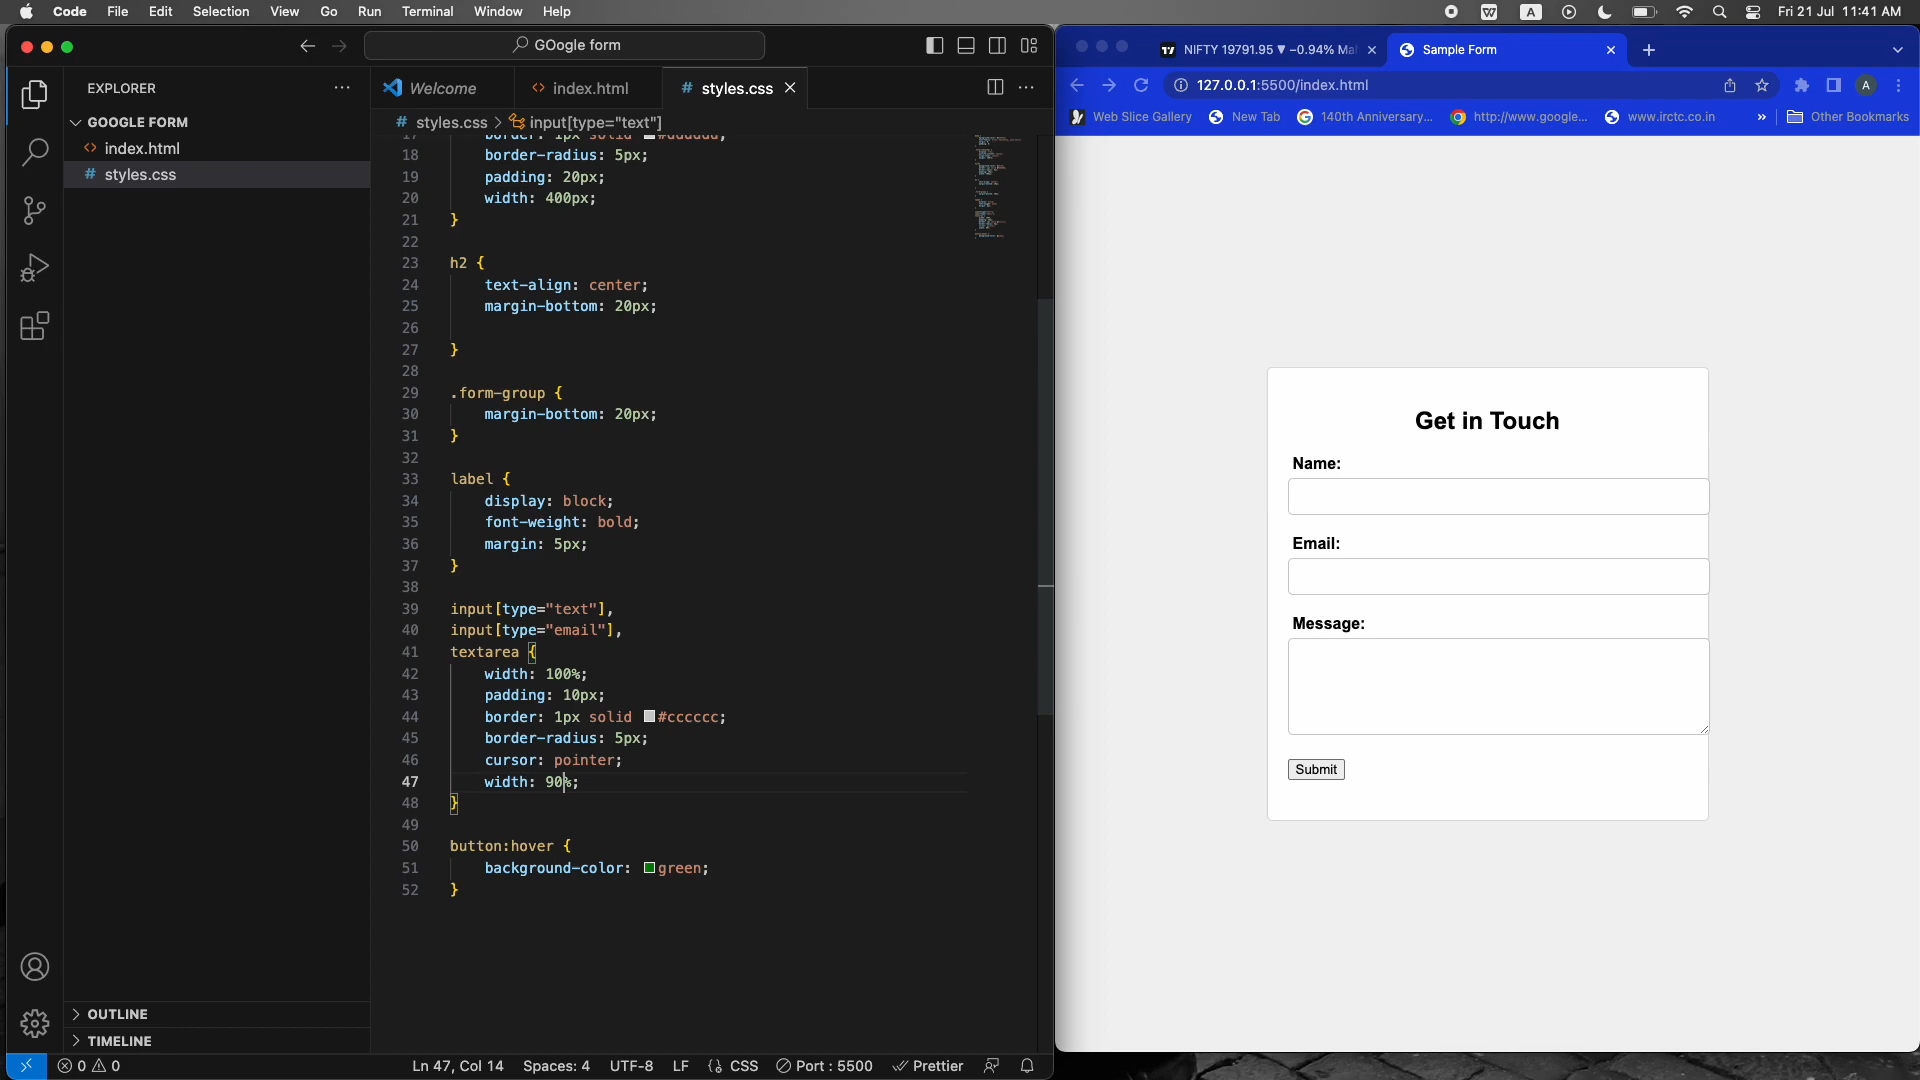 Code File Edit Selection View Go Run Terminal Window Help
A
Fri 21 Jul 11:41 AM
GOogle form
EXPLORER
GOOGLE FORM
index.html
styles.css
OUTLINE
TIMELINE
Welcome
index.html
styles.css
styles.css > input[type="text"]
17 border: 1px solid #dddddd;
18 border-radius: 5px;
19 padding: 20px;
20 width: 400px;
21 }
22
23 h2 {
24 text-align: center;
25 margin-bottom: 20px;
26
27 }
28
29 .form-group {
30 margin-bottom: 20px;
31 }
32
33 label {
34 display: block;
35 font-weight: bold;
36 margin: 5px;
37 }
38
39 input[type="text"],
40 input[type="email"],
41 textarea {
42 width: 100%;
43 padding: 10px;
44 border: 1px solid #cccccc;
45 border-radius: 5px;
46 cursor: pointer;
47 width: 90%;
48 }
49
50 button:hover {
51 background-color: green;
52 }
0 0
Ln 47, Col 14 Spaces: 4 UTF-8 LF {} CSS Port : 5500 Prettier
NIFTY 19791.95 ▼ −0.94% Ma
Sample Form
127.0.0.1:5500/index.html
A
Web Slice Gallery New Tab 140th Anniversary... http://www.google... www.irctc.co.in » Other Bookmarks
Get in Touch
Name:
Email:
Message:
Submit